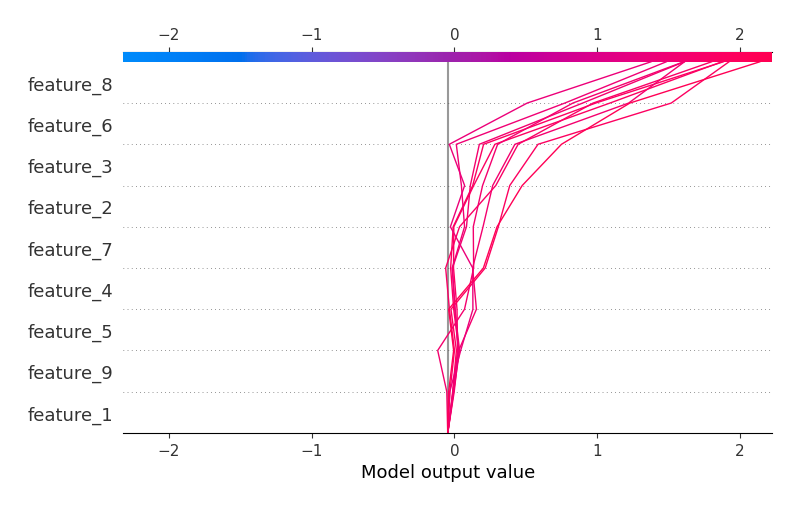 −2 −1 0 1 2
feature_8
feature_6
feature_3
feature_2
feature_7
feature_4
feature_5
feature_9
feature_1
−2 −1 0 1 2
Model output value